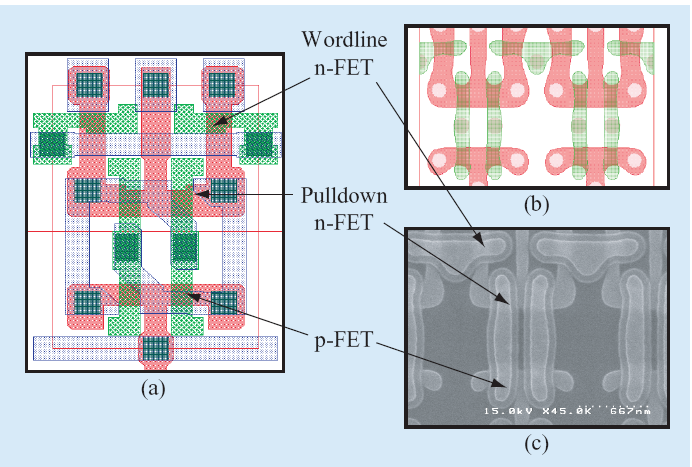 Wordline
n-FET
Pulldown
n-FET
p-FET
(a)
(b)
15.0kV X45.0K 667nm
(c)